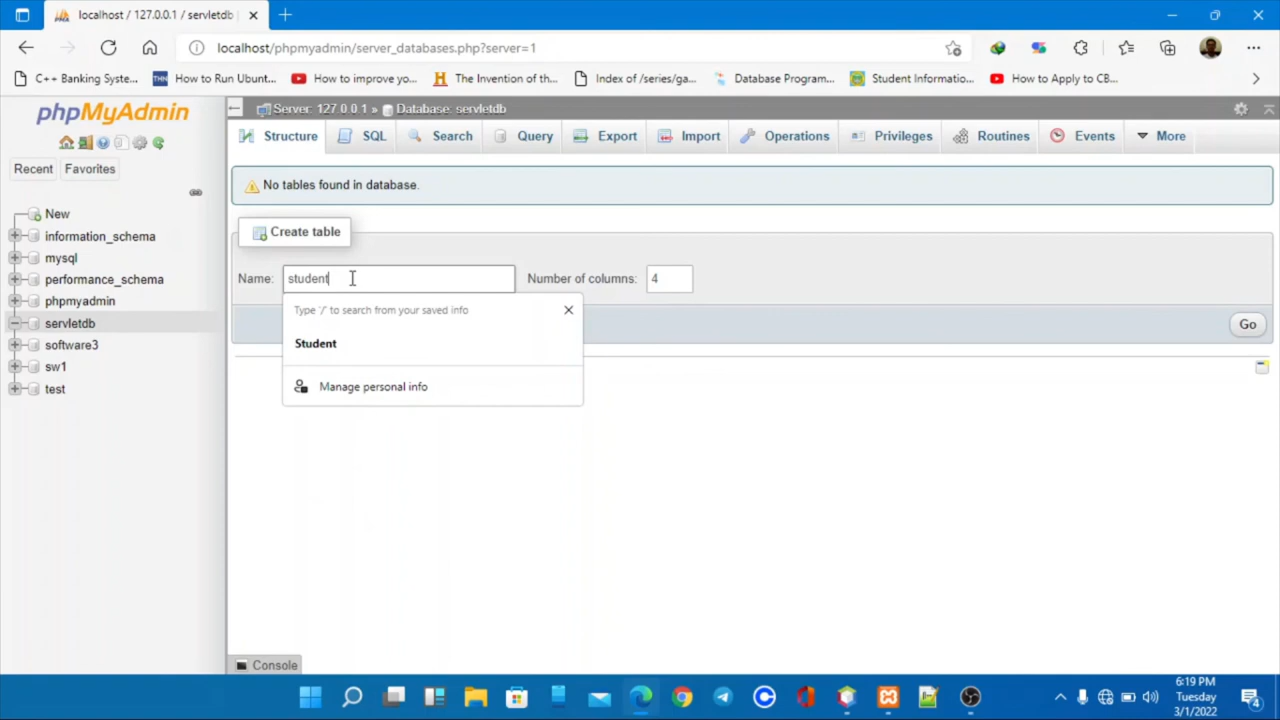 localhost / 127.0.0.1 / servletdb
localhost/phpmyadmin/server_databases.php?server=1
C++ Banking Syste... How to Run Ubunt... How to improve yo... The Invention of th... Index of /series/ga... Database Program... Student Informatio... How to Apply to CB...
phpMyAdmin
Recent Favorites
New
information_schema
mysql
performance_schema
phpmyadmin
servletdb
software3
sw1
test
Server: 127.0.0.1 » Database: servletdb
Structure SQL Search Query Export Import Operations Privileges Routines Events More
No tables found in database.
Create table
Name: student Number of columns: 4
Type '/' to search from your saved info
Student
Manage personal info
Go
Console
6:19 PM
Tuesday
3/1/2022
4